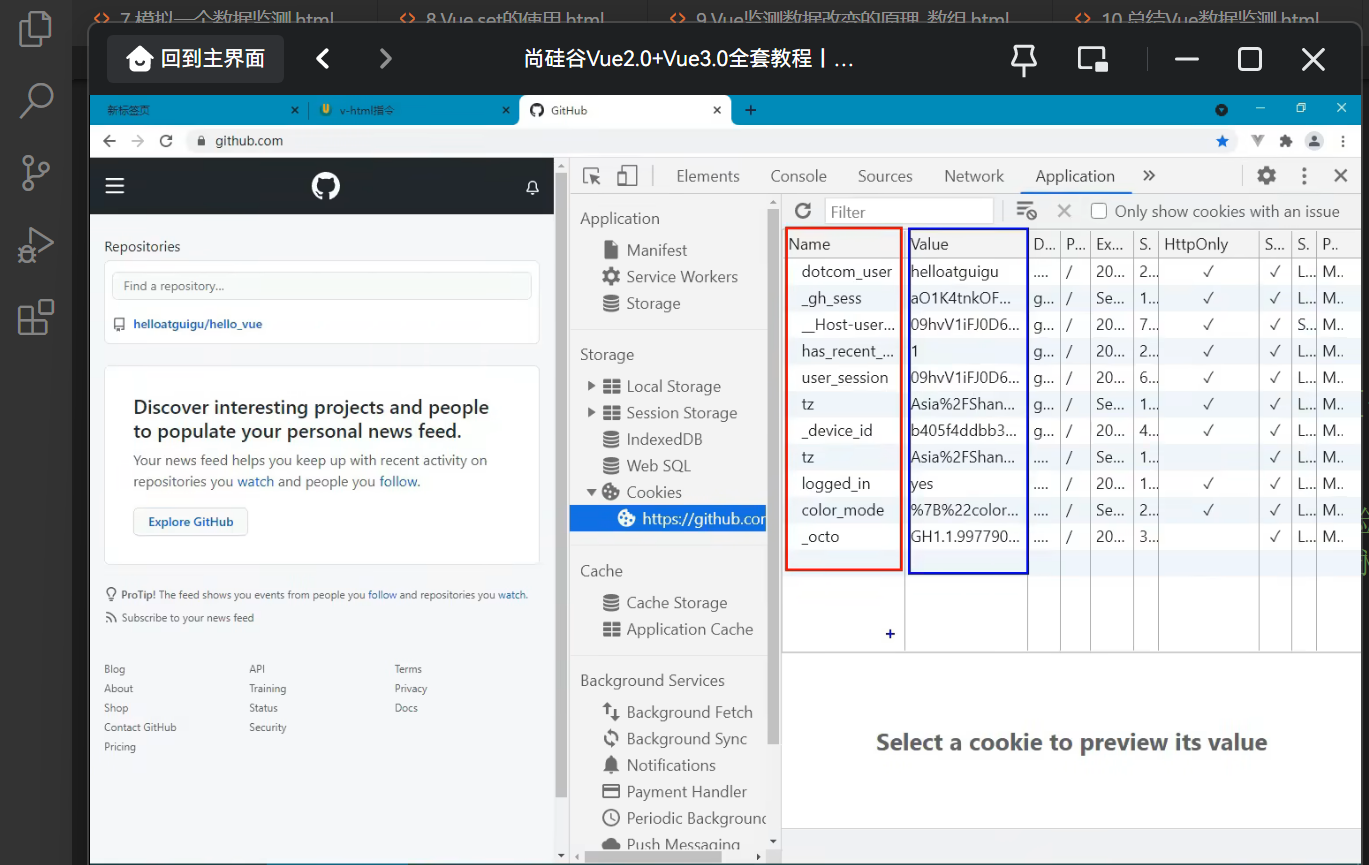 7.模拟一个数据监测.html
8.Vue.set的使用.html
9.Vue监测数据改变的原理_数组.html
10.总结Vue数据监测.html
回到主界面
尚硅谷Vue2.0+Vue3.0全套教程丨...
新标签页
v-html指令
GitHub
github.com
Elements Console Sources Network Application
Filter
Only show cookies with an issue
Repositories
Find a repository...
helloatguigu/hello_vue
Discover interesting projects and people
to populate your personal news feed.
Your news feed helps you keep up with recent activity on
repositories you watch and people you follow.
Explore GitHub
ProTip! The feed shows you events from people you follow and repositories you watch.
Subscribe to your news feed
Blog API Terms
About Training Privacy
Shop Status Docs
Contact GitHub Security
Pricing
Application
Manifest
Service Workers
Storage
Storage
Local Storage
Session Storage
IndexedDB
Web SQL
Cookies
https://github.com
Cache
Cache Storage
Application Cache
Background Services
Background Fetch
Background Sync
Notifications
Payment Handler
Periodic Background
Push Messaging
Name Value D... P... Ex... S. HttpOnly S... S. P..
dotcom_user helloatguigu .... / 20... 2... ✓ ✓ L... M..
_gh_sess aO1K4tnkOF... g... / Se... 1... ✓ ✓ L... M..
__Host-user... 09hvV1iFJ0D6... g... / 20... 7... ✓ ✓ S... M..
has_recent_... 1 g... / 20... 2... ✓ ✓ L... M..
user_session 09hvV1iFJ0D6... g... / 20... 6... ✓ ✓ L... M..
tz Asia%2FShan... g... / Se... 1... ✓ ✓ L... M..
_device_id b405f4ddbb3... g... / 20... 4... ✓ ✓ L... M..
tz Asia%2FShan... .... / Se... 1... ✓ L... M..
logged_in yes .... / 20... 1... ✓ ✓ L... M..
color_mode %7B%22color... .... / Se... 2... ✓ ✓ L... M..
_octo GH1.1.997790... .... / 20... 3... ✓ L... M..
Select a cookie to preview its value